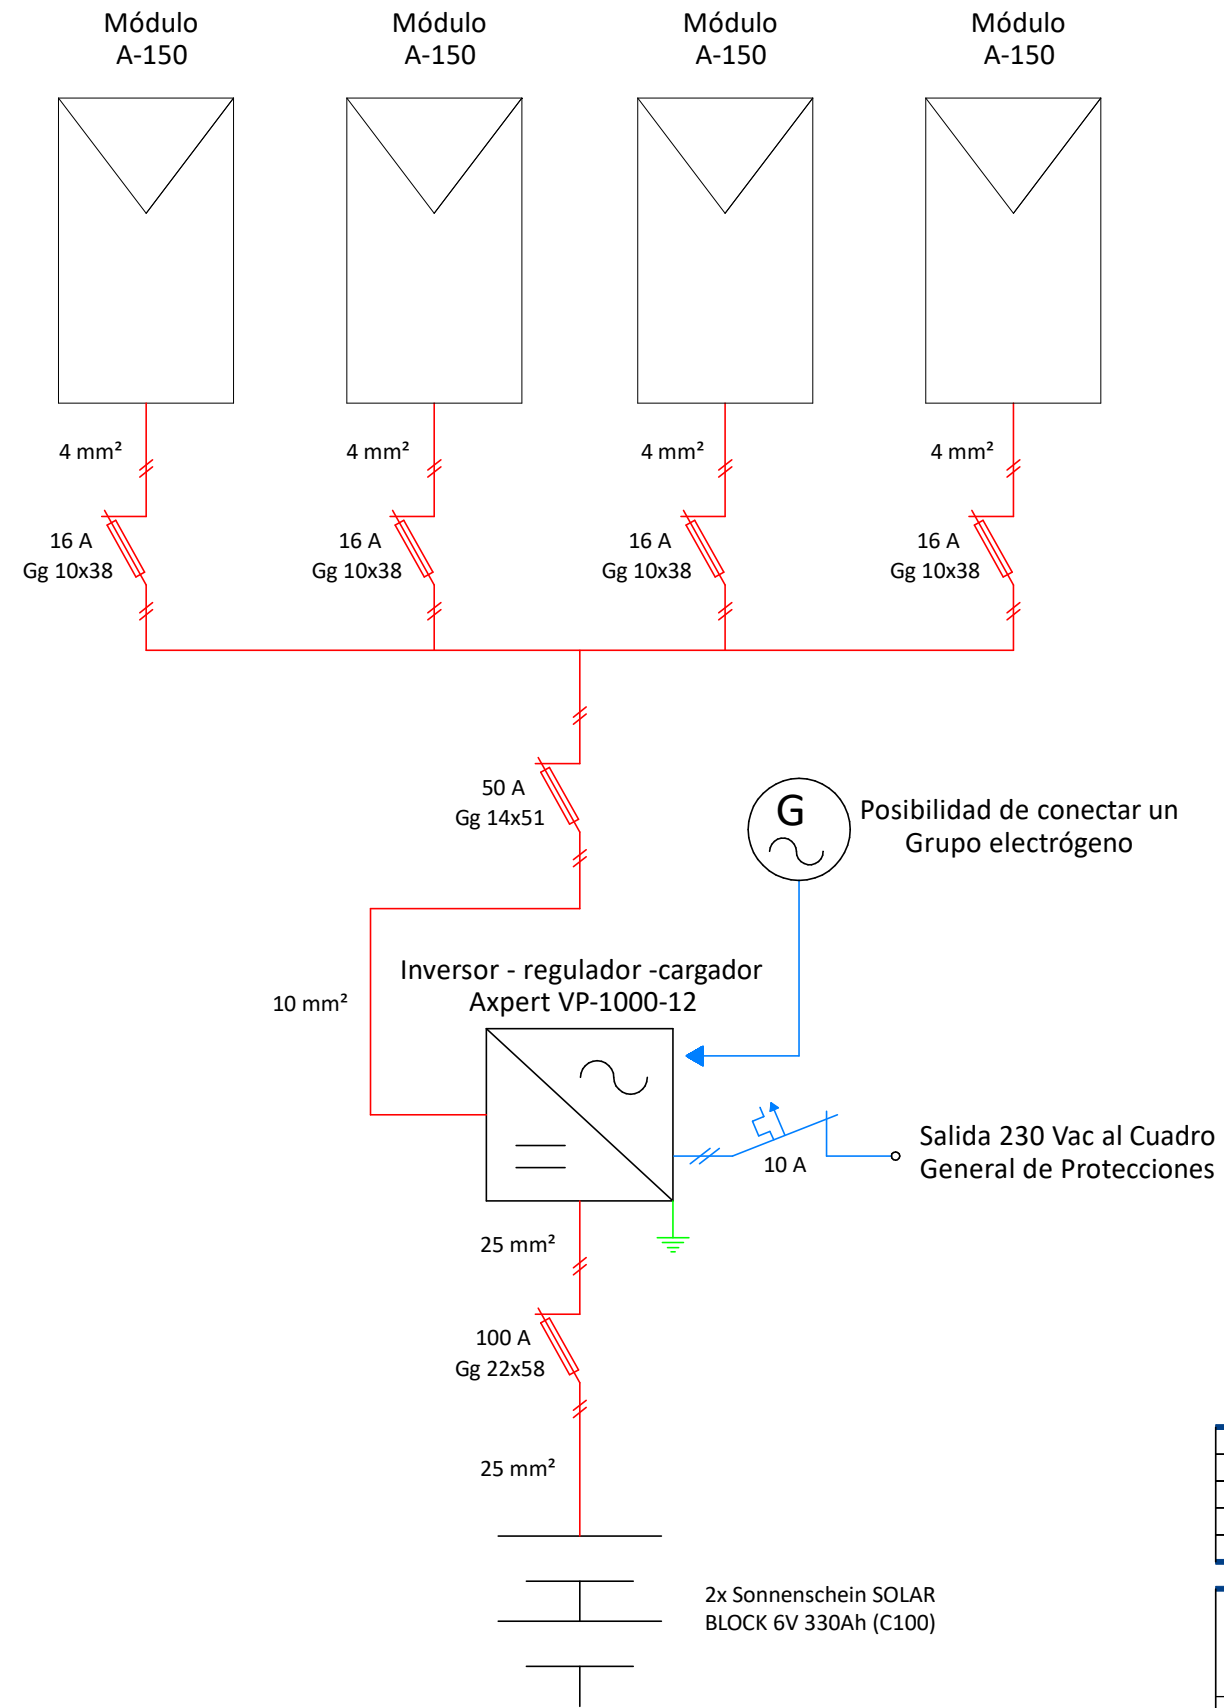 Módulo
A-150
Módulo
A-150
Módulo
A-150
Módulo
A-150
4 mm²
4 mm²
4 mm²
4 mm²
16 A
Gg 10x38
16 A
Gg 10x38
16 A
Gg 10x38
16 A
Gg 10x38
50 A
Gg 14x51
G
Posibilidad de conectar un
Grupo electrógeno
Inversor - regulador -cargador
Axpert VP-1000-12
10 mm²
10 A
Salida 230 Vac al Cuadro
General de Protecciones
25 mm²
100 A
Gg 22x58
25 mm²
2x Sonnenschein SOLAR
BLOCK 6V 330Ah (C100)